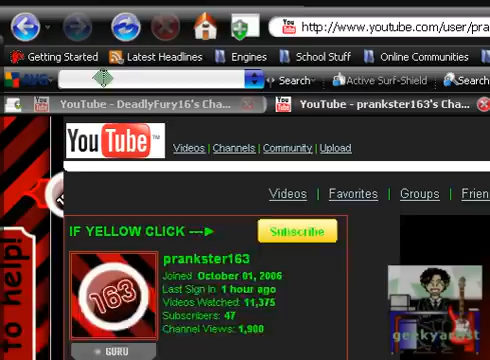 http://www.youtube.com/user/pra
Getting Started Latest Headlines Engines School Stuff Online Communities
AVG Search Active Surf-Shield Search
YouTube - DeadlyFury16's Cha... YouTube - prankster163's Cha...
YouTube™
Videos | Channels | Community | Upload
Videos | Favorites | Groups | Frien
IF YELLOW CLICK ---► Subscribe
prankster163
Joined: October 01, 2006
Last Sign In: 1 hour ago
Videos Watched: 11,375
Subscribers: 47
Channel Views: 1,900
163
GURU
To help!
geekyartist